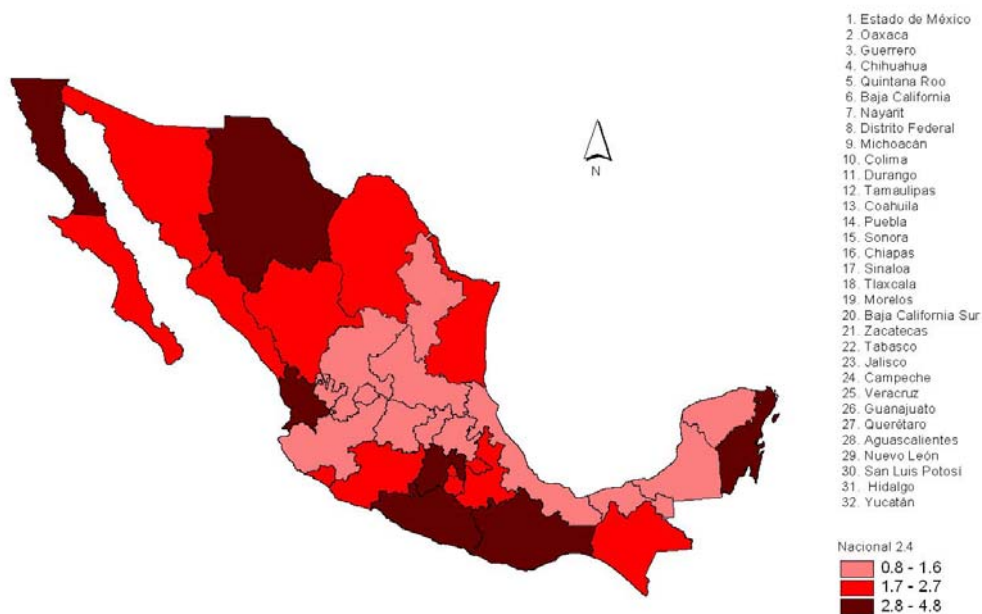 1. Estado de México
2. Oaxaca
3. Guerrero
4. Chihuahua
5. Quintana Roo
6. Baja California
7. Nayarit
8. Distrito Federal
9. Michoacán
10. Colima
11. Durango
12. Tamaulipas
13. Coahuila
14. Puebla
15. Sonora
16. Chiapas
17. Sinaloa
18. Tlaxcala
19. Morelos
20. Baja California Sur
21. Zacatecas
22. Tabasco
23. Jalisco
24. Campeche
25. Veracruz
26. Guanajuato
27. Querétaro
28. Aguascalientes
29. Nuevo León
30. San Luis Potosí
31. Hidalgo
32. Yucatán
N
Nacional 2.4
0.8 - 1.6
1.7 - 2.7
2.8 - 4.8